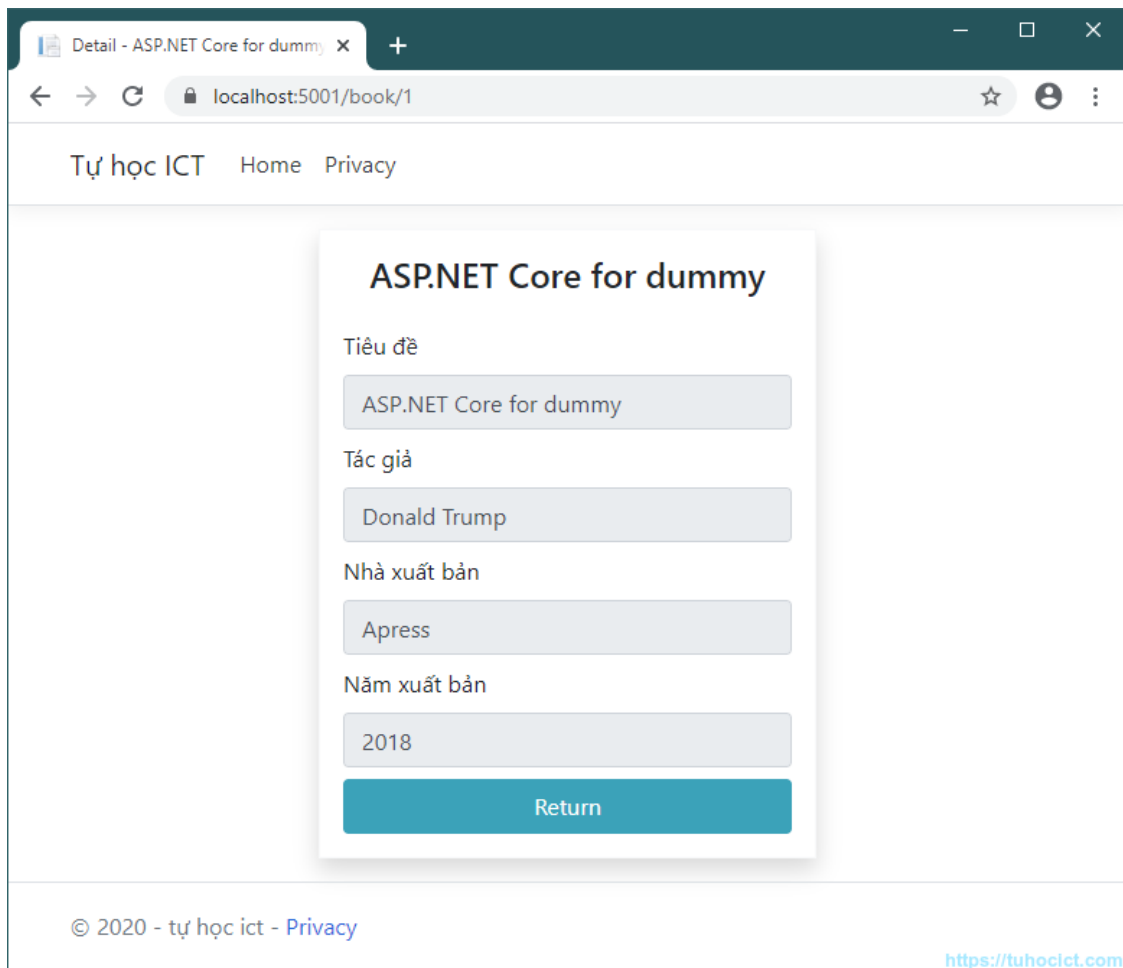 Detail - ASP.NET Core for dummy
localhost:5001/book/1
Tự học ICT Home Privacy
ASP.NET Core for dummy
Tiêu đề
ASP.NET Core for dummy
Tác giả
Donald Trump
Nhà xuất bản
Apress
Năm xuất bản
2018
Return
© 2020 - tự học ict - Privacy
https://tuhocict.com